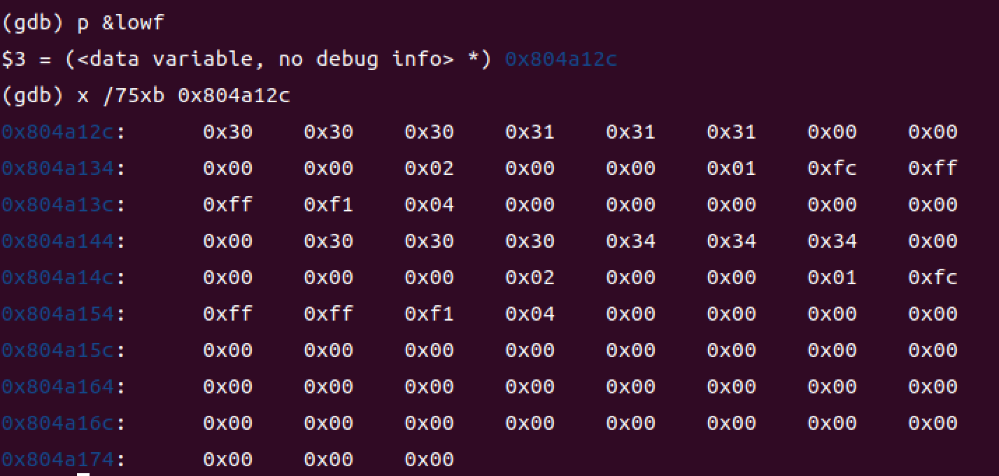 (gdb) p &lowf
$3 = (<data variable, no debug info> *) 0x804a12c
(gdb) x /75xb 0x804a12c
0x804a12c: 0x30 0x30 0x30 0x31 0x31 0x31 0x00 0x00
0x804a134: 0x00 0x00 0x02 0x00 0x00 0x01 0xfc 0xff
0x804a13c: 0xff 0xf1 0x04 0x00 0x00 0x00 0x00 0x00
0x804a144: 0x00 0x30 0x30 0x30 0x34 0x34 0x34 0x00
0x804a14c: 0x00 0x00 0x00 0x02 0x00 0x00 0x01 0xfc
0x804a154: 0xff 0xff 0xf1 0x04 0x00 0x00 0x00 0x00
0x804a15c: 0x00 0x00 0x00 0x00 0x00 0x00 0x00 0x00
0x804a164: 0x00 0x00 0x00 0x00 0x00 0x00 0x00 0x00
0x804a16c: 0x00 0x00 0x00 0x00 0x00 0x00 0x00 0x00
0x804a174: 0x00 0x00 0x00